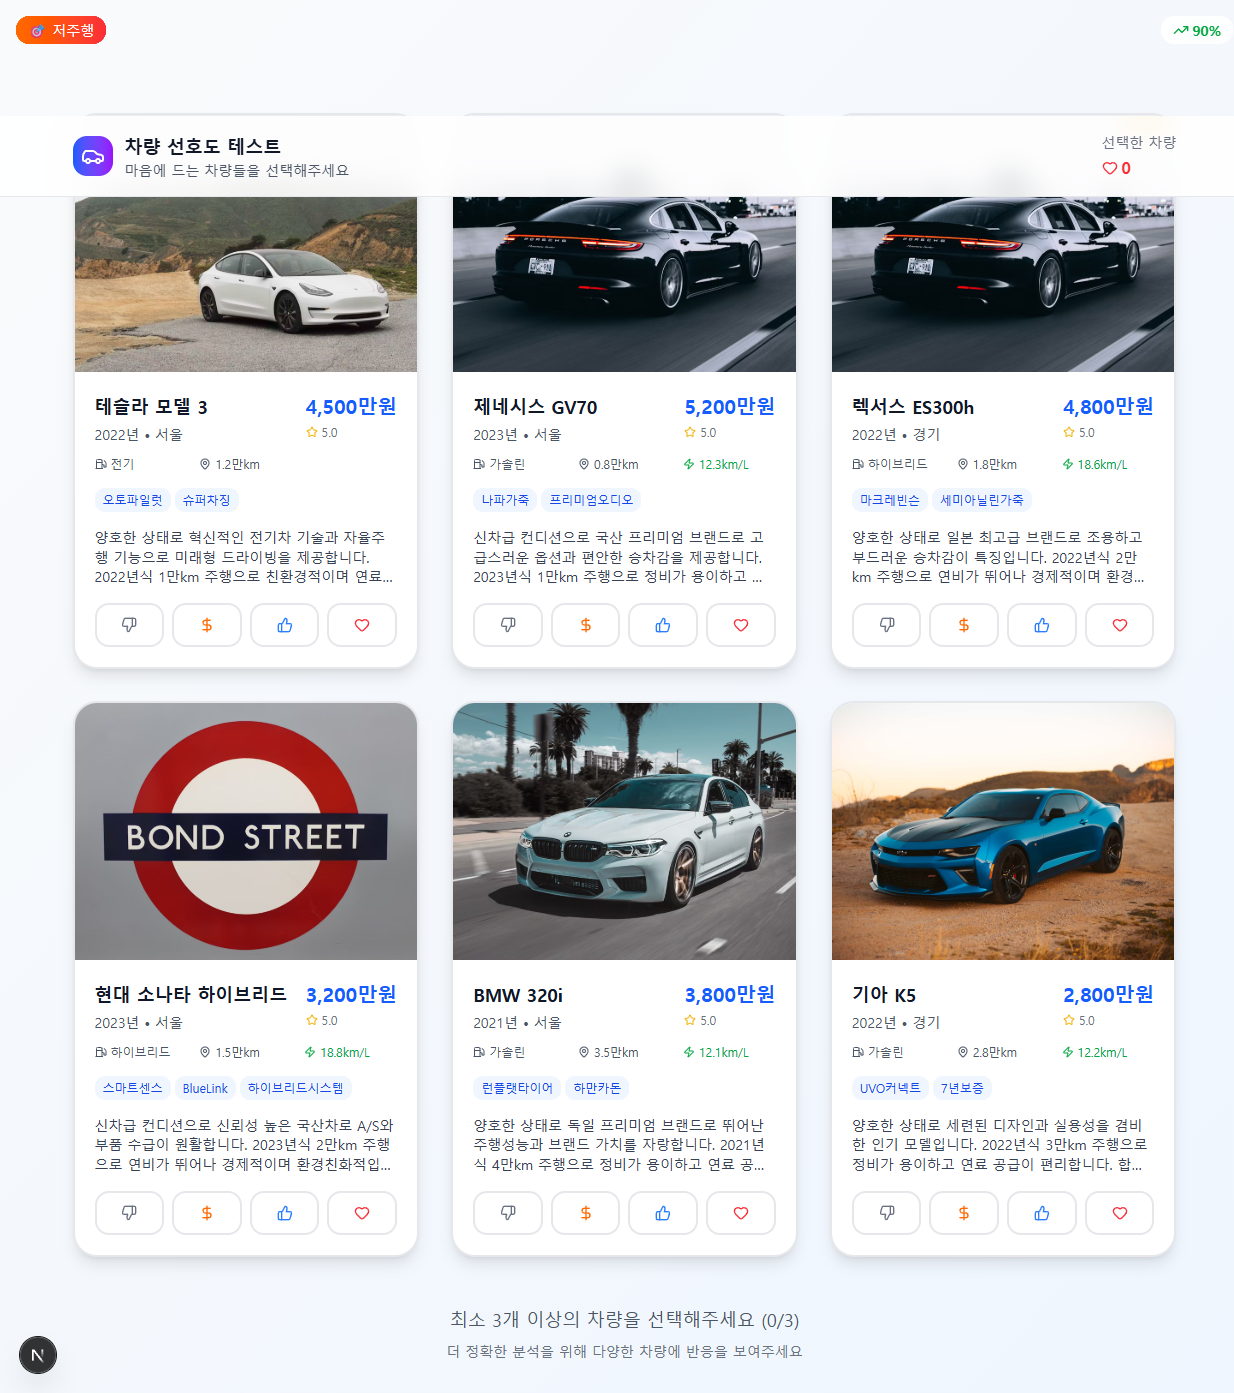 저주행
90%
차량 선호도 테스트
마음에 드는 차량들을 선택해주세요
선택한 차량
0
PORSCHE
PORSCHE
테슬라 모델 3
4,500만원
2022년 • 서울
5.0
전기
1.2만km
오토파일럿
슈퍼차징
양호한 상태로 혁신적인 전기차 기술과 자율주
행 기능으로 미래형 드라이빙을 제공합니다.
2022년식 1만km 주행으로 친환경적이며 연료...
제네시스 GV70
5,200만원
2023년 • 서울
5.0
가솔린
0.8만km
12.3km/L
나파가죽
프리미엄오디오
신차급 컨디션으로 국산 프리미엄 브랜드로 고
급스러운 옵션과 편안한 승차감을 제공합니다.
2023년식 1만km 주행으로 정비가 용이하고 ...
렉서스 ES300h
4,800만원
2022년 • 경기
5.0
하이브리드
1.8만km
18.6km/L
마크레빈슨
세미아닐린가죽
양호한 상태로 일본 최고급 브랜드로 조용하고
부드러운 승차감이 특징입니다. 2022년식 2만
km 주행으로 연비가 뛰어나 경제적이며 환경...
BOND STREET
현대 소나타 하이브리드
3,200만원
2023년 • 서울
5.0
하이브리드
1.5만km
18.8km/L
스마트센스
BlueLink
하이브리드시스템
신차급 컨디션으로 신뢰성 높은 국산차로 A/S와
부품 수급이 원활합니다. 2023년식 2만km 주행
으로 연비가 뛰어나 경제적이며 환경친화적입...
BMW 320i
3,800만원
2021년 • 서울
5.0
가솔린
3.5만km
12.1km/L
런플랫타이어
하만카돈
양호한 상태로 독일 프리미엄 브랜드로 뛰어난
주행성능과 브랜드 가치를 자랑합니다. 2021년
식 4만km 주행으로 정비가 용이하고 연료 공...
기아 K5
2,800만원
2022년 • 경기
5.0
가솔린
2.8만km
12.2km/L
UVO커넥트
7년보증
양호한 상태로 세련된 디자인과 실용성을 겸비
한 인기 모델입니다. 2022년식 3만km 주행으로
정비가 용이하고 연료 공급이 편리합니다. 합...
최소 3개 이상의 차량을 선택해주세요 (0/3)
더 정확한 분석을 위해 다양한 차량에 반응을 보여주세요
N